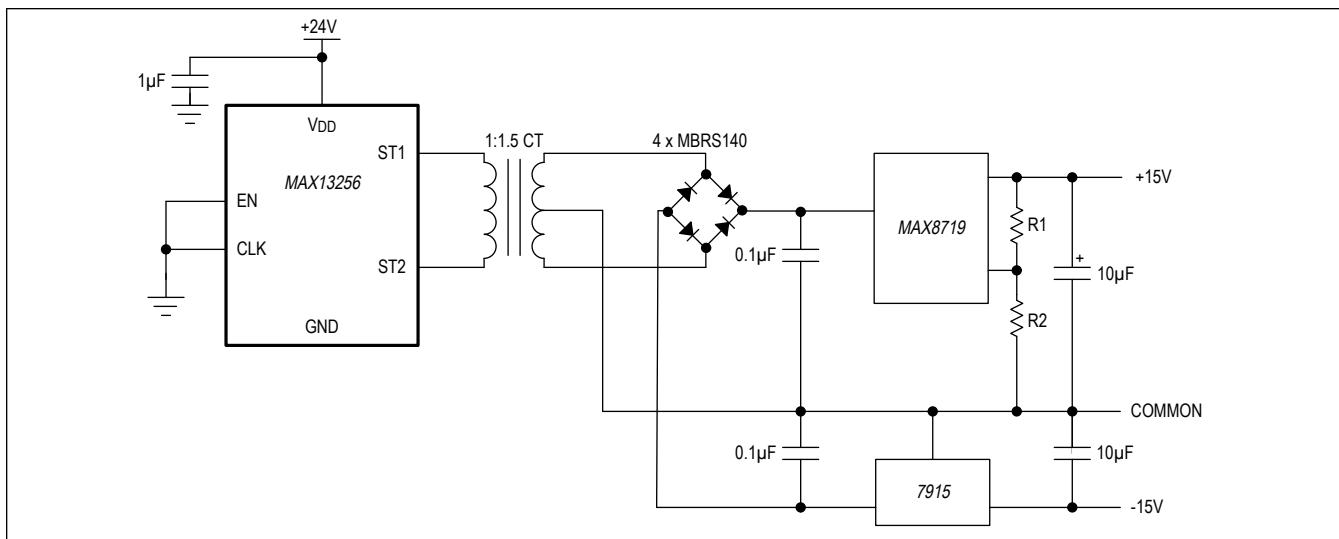 +24V
1µF
VDD
ST1
MAX13256
EN
CLK
ST2
GND
1:1.5 CT
4 x MBRS140
MAX8719
+15V
R1
0.1µF
+
10µF
R2
COMMON
0.1µF
10µF
7915
-15V